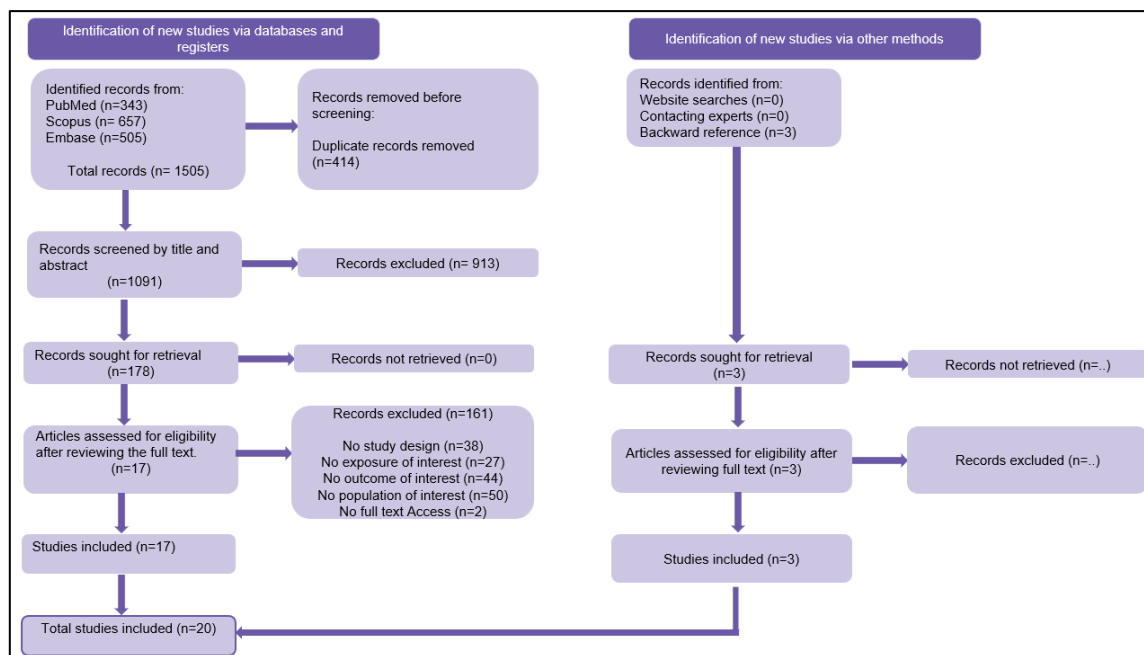 Identification of new studies via databases and
registers
Identification of new studies via other methods
Identified records from:
PubMed (n=343)
Scopus (n= 657)
Embase (n=505)
Total records (n= 1505)
Records removed before
screening:
Duplicate records removed
(n=414)
Records identified from:
Website searches (n=0)
Contacting experts (n=0)
Backward reference (n=3)
Records screened by title and
abstract
(n=1091)
Records excluded (n= 913)
Records sought for retrieval
(n=178)
Records not retrieved (n=0)
Records sought for retrieval
(n=3)
Records not retrieved (n=..)
Articles assessed for eligibility
after reviewing the full text.
(n=17)
Records excluded (n=161)
No study design (n=38)
No exposure of interest (n=27)
No outcome of interest (n=44)
No population of interest (n=50)
No full text Access (n=2)
Articles assessed for eligibility after
reviewing full text (n=3)
Records excluded (n=..)
Studies included (n=17)
Studies included (n=3)
Total studies included (n=20)